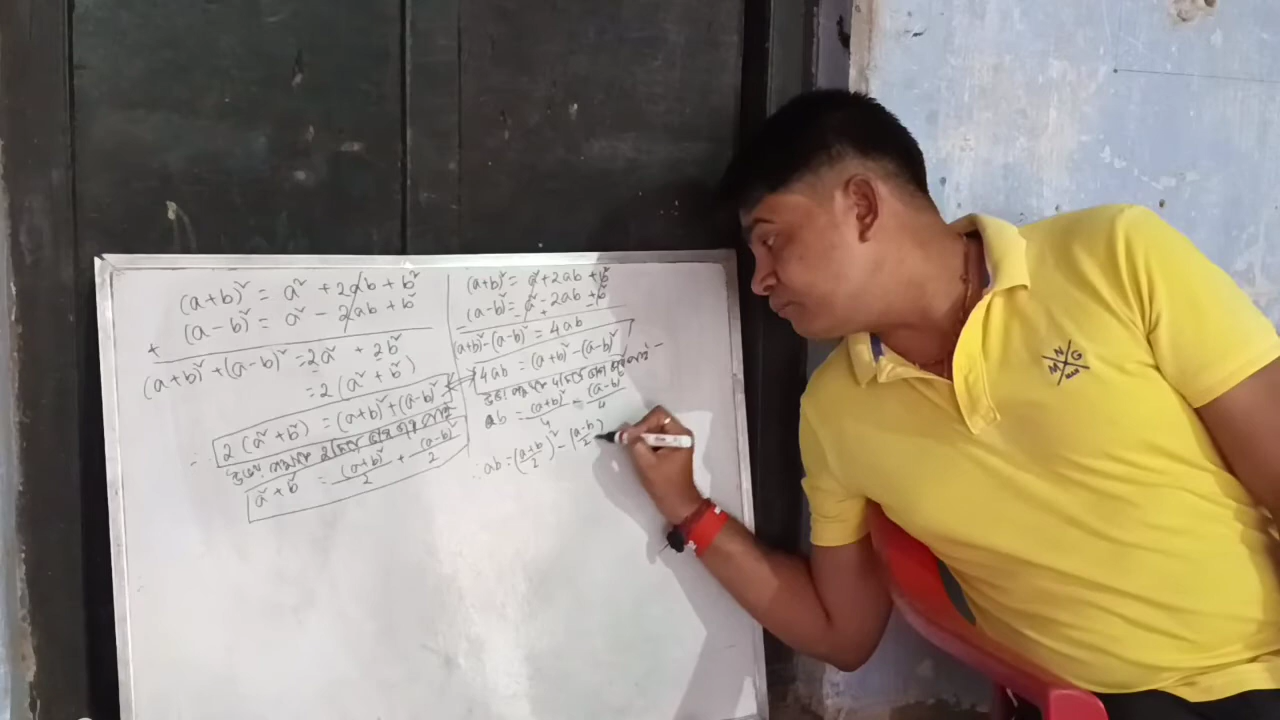 (a+b)² = a² + 2ab + b²
(a-b)² = a² - 2ab + b²
+
(a+b)² + (a-b)² = 2a² + 2b²
= 2(a² + b²)
∴ 2(a² + b²) = (a+b)² + (a-b)²
2
a² + b² = (a+b)²/2 + (a-b)²/2
(a+b)² = a² + 2ab + b²
(a-b)² = a² - 2ab + b²
- + -
(a+b)² - (a-b)² = 4ab
4ab = (a+b)² - (a-b)²
4
ab = (a+b)²/4 - (a-b)²/4
∴ ab = (a+b/2)² - (a-b/2)
M N G